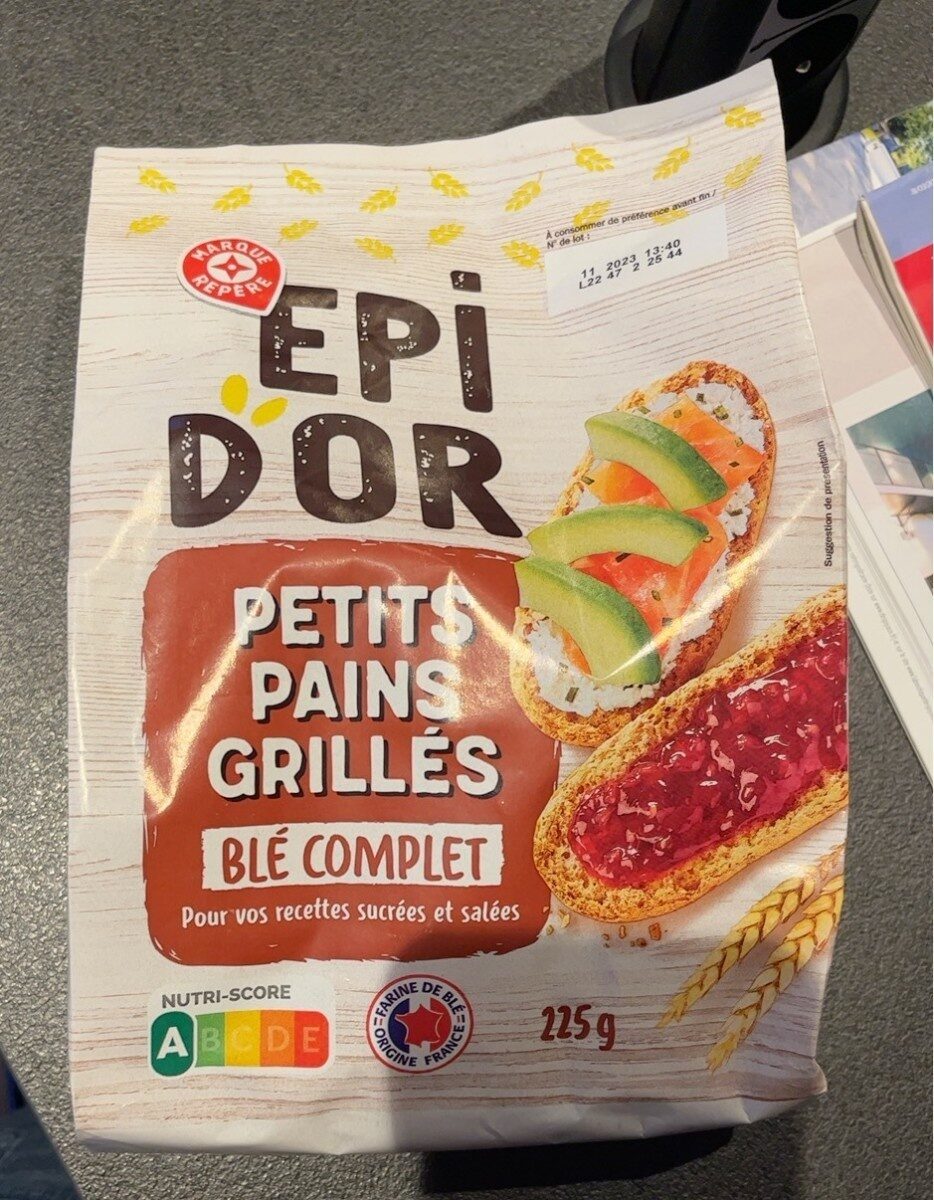 À consommer de préférence avant fin /
N° de lot :
11 2023 13:40
L22 47 2 25 44
MARQUE
REPÈRE
EPI
D'OR
PETITS
PAINS
GRILLÉS
BLÉ COMPLET
Pour vos recettes sucrées et salées
Suggestion de présentation
NUTRI-SCORE
A B C D E
FARINE DE BLÉ
ORIGINE FRANCE
225 g